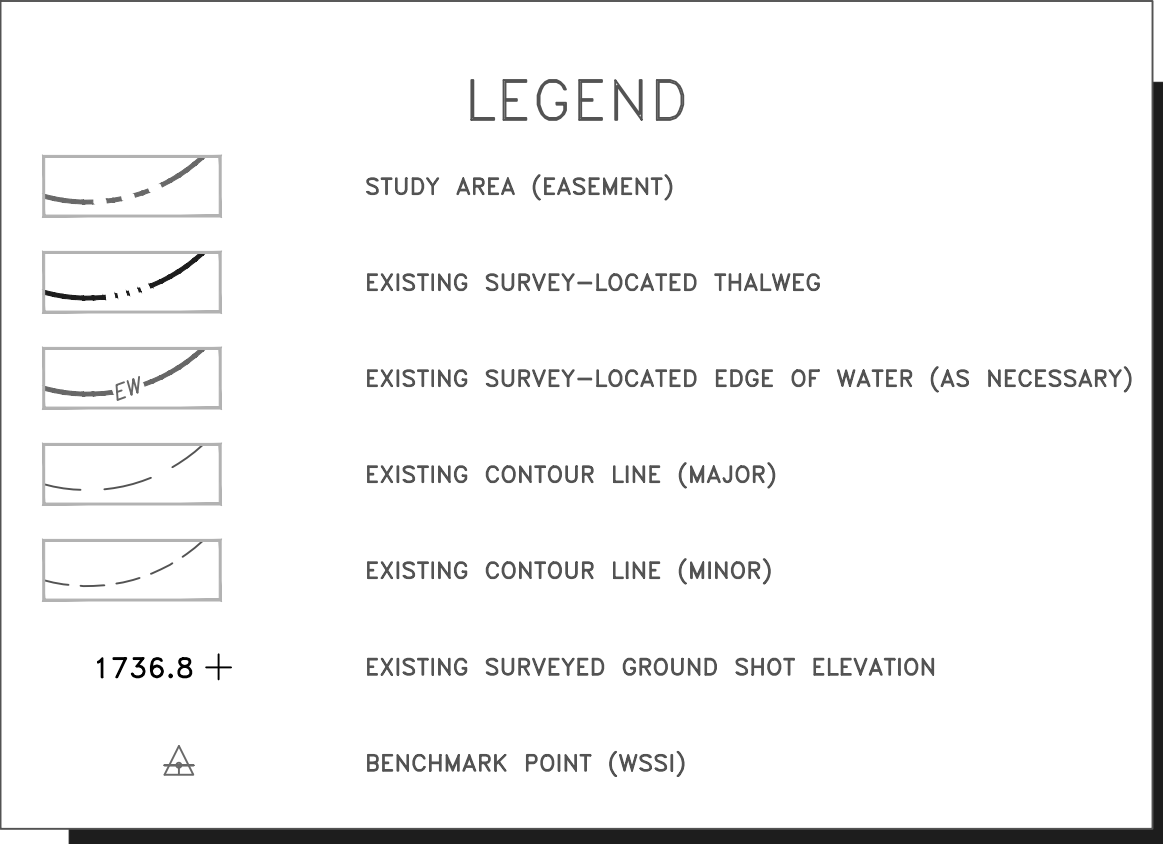 LEGEND
STUDY AREA (EASEMENT)
EXISTING SURVEY-LOCATED THALWEG
EW EXISTING SURVEY-LOCATED EDGE OF WATER (AS NECESSARY)
EXISTING CONTOUR LINE (MAJOR)
EXISTING CONTOUR LINE (MINOR)
1736.8 EXISTING SURVEYED GROUND SHOT ELEVATION
BENCHMARK POINT (WSSI)